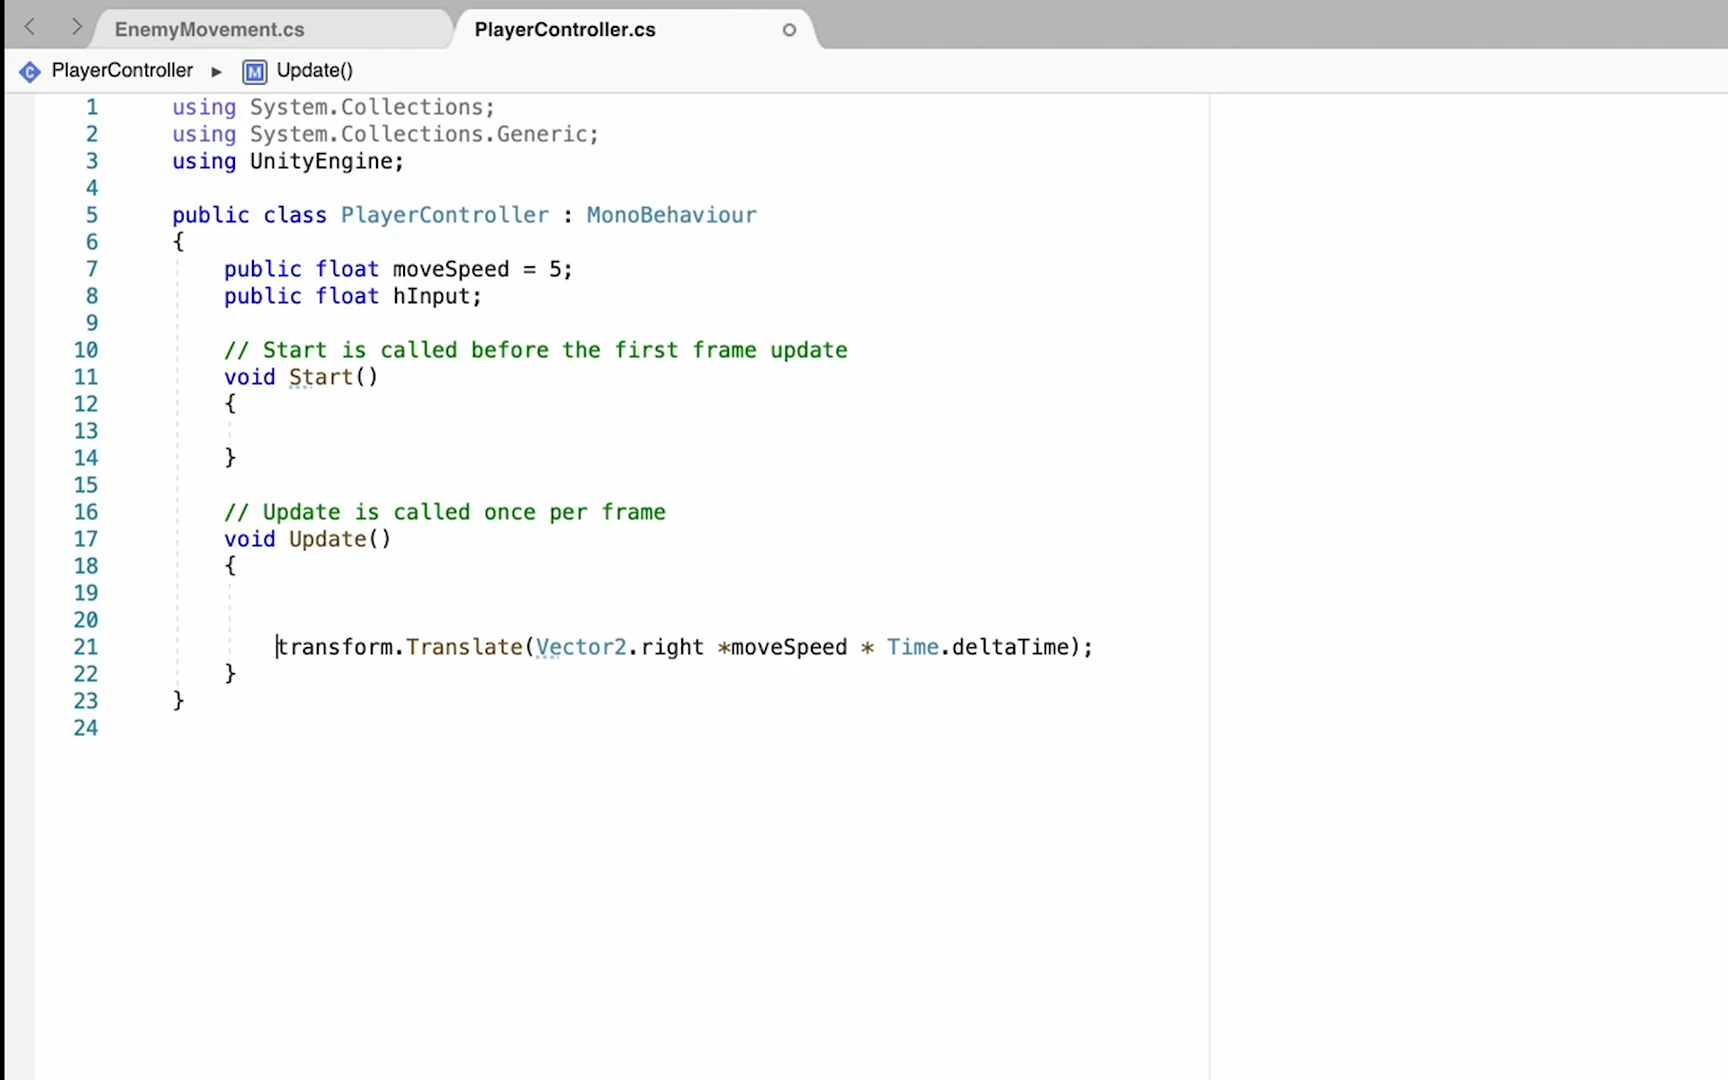 EnemyMovement.cs
PlayerController.cs
PlayerController
Update()
1 using System.Collections;
2 using System.Collections.Generic;
3 using UnityEngine;
4
5 public class PlayerController : MonoBehaviour
6 {
7 public float moveSpeed = 5;
8 public float hInput;
9
10 // Start is called before the first frame update
11 void Start()
12 {
13
14 }
15
16 // Update is called once per frame
17 void Update()
18 {
19
20
21 transform.Translate(Vector2.right *moveSpeed * Time.deltaTime);
22 }
23 }
24